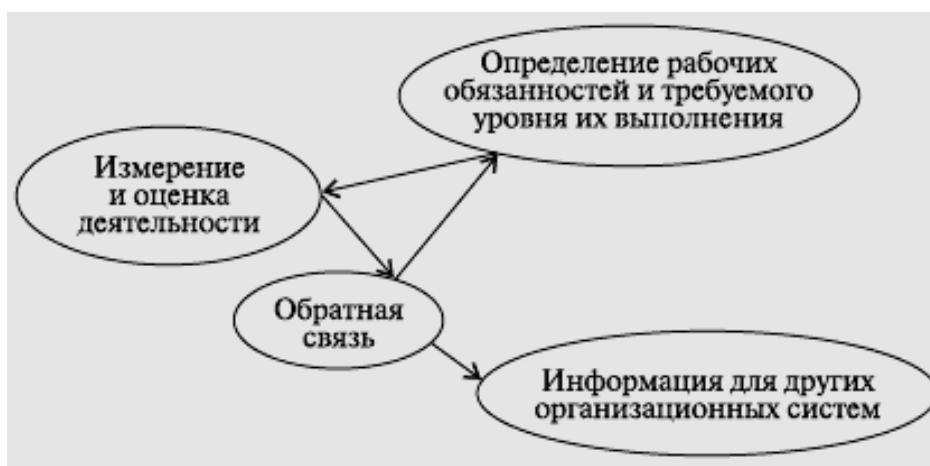 Определение рабочих
обязанностей и требуемого
уровня их выполнения
Измерение
и оценка
деятельности
Обратная
связь
Информация для других
организационных систем